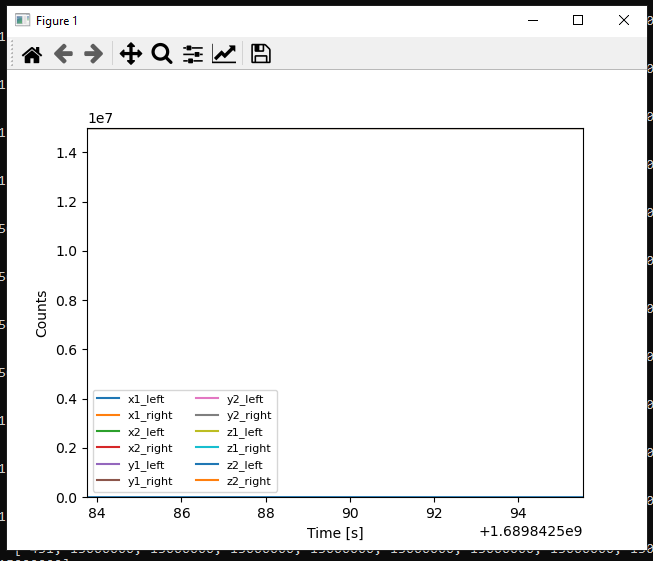 Figure 1
1e7
1.4
1.2
1.0
0.8
0.6
0.4
0.2
0.0
Counts
x1_left
x1_right
x2_left
x2_right
y1_left
y1_right
y2_left
y2_right
z1_left
z1_right
z2_left
z2_right
84 86 88 90 92 94
Time [s]
+1.6898425e9